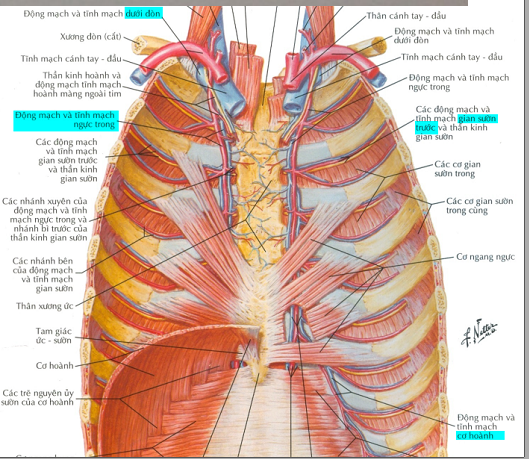 Động mạch và tĩnh mạch dưới đòn
Xương đòn (cắt)
Tĩnh mạch cánh tay - đầu
Thần kinh hoành và
động mạch tĩnh mạch
hoành màng ngoài tim
Động mạch và tĩnh mạch
ngực trong
Các động mạch
và tĩnh mạch
gian sườn trước
và thần kinh
gian sườn
Các nhánh xuyên của
động mạch và tĩnh
mạch ngực trong và
nhánh bì trước của
thần kinh gian sườn
Các nhánh bên
của động mạch
và tĩnh mạch
gian sườn
Thân xương ức
Tam giác
ức - sườn
Cơ hoành
Các trẽ nguyên ủy
sườn của cơ hoành
Thân cánh tay - đầu
Động mạch và tĩnh mạch
dưới đòn
Tĩnh mạch cánh tay - đầu
Động mạch và tĩnh mạch
ngực trong
Các động mạch và
tĩnh mạch gian sườn
trước và thần kinh
gian sườn
Các cơ gian
sườn trong
Các cơ gian sườn
trong cùng
Cơ ngang ngực
F. Netter
Động mạch và
tĩnh mạch
cơ hoành